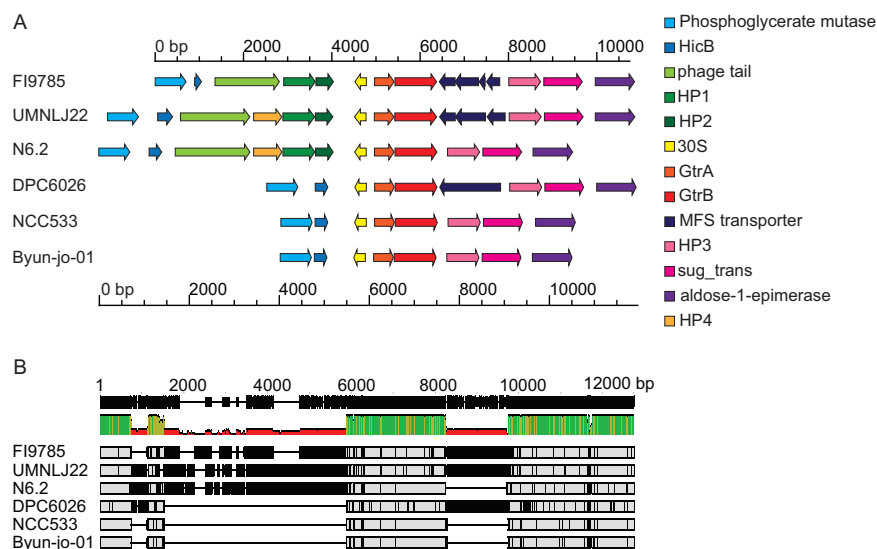 A
0 bp 2000 4000 6000 8000 10000
FI9785
UMNLJ22
N6.2
DPC6026
NCC533
Byun-jo-01
0 bp 2000 4000 6000 8000 10000
Phosphoglycerate mutase
HicB
phage tail
HP1
HP2
30S
GtrA
GtrB
MFS transporter
HP3
sug_trans
aldose-1-epimerase
HP4
B
1 2000 4000 6000 8000 10000 12000 bp
FI9785
UMNLJ22
N6.2
DPC6026
NCC533
Byun-jo-01